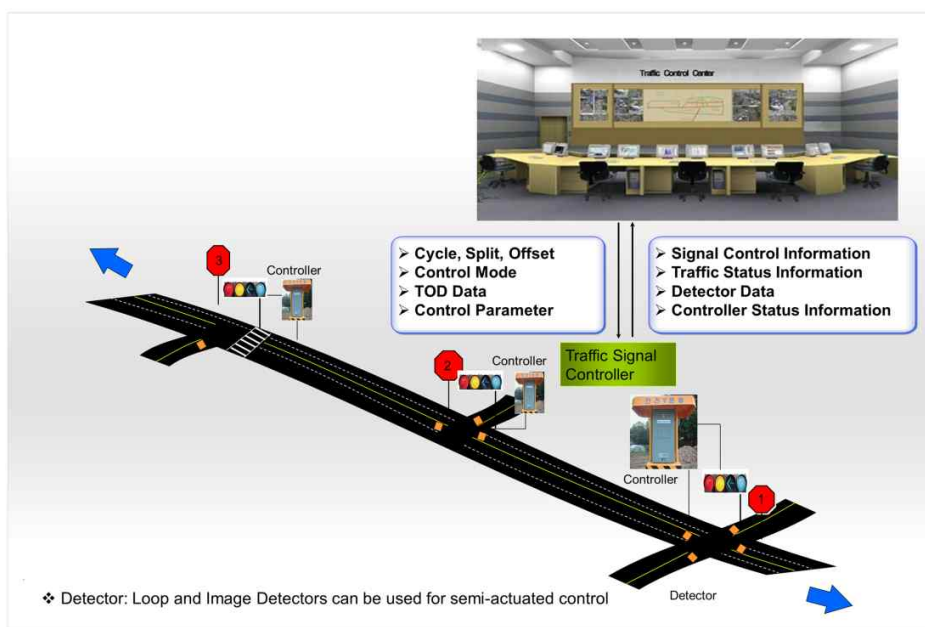 Traffic Control Center
➢ Cycle, Split, Offset
➢ Control Mode
➢ TOD Data
➢ Control Parameter
➢ Signal Control Information
➢ Traffic Status Information
➢ Detector Data
➢ Controller Status Information
3
Controller
Traffic Signal
Controller
2
Controller
Controller
1
Detector
❖ Detector: Loop and Image Detectors can be used for semi-actuated control